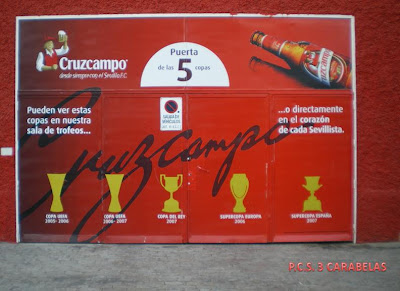 Cruzcampo
desde siempre con el Sevilla F.C.
Puerta
de las 5 copas
Pueden ver estas
copas en nuestra
sala de trofeos...
...o directamente
en el corazón
de cada Sevillista.
Cruzcampo
COPA UEFA
2005-2006
COPA UEFA
2006-2007
COPA DEL REY
2007
SUPERCOPA EUROPA
2006
SUPERCOPA ESPAÑA
2007
P.C.S. 3 CARABELAS